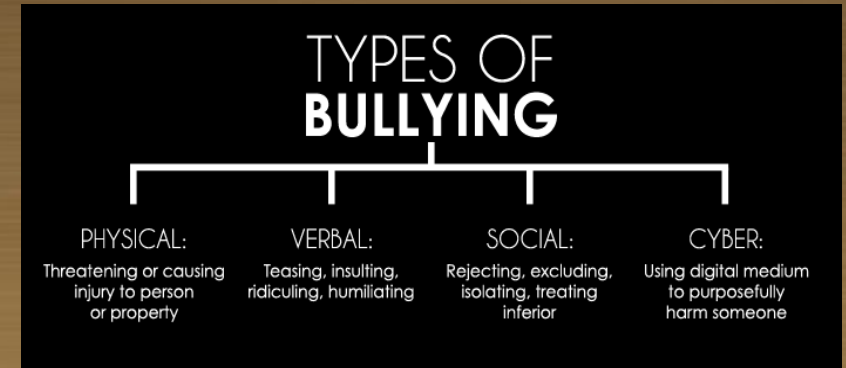 TYPES OF
BULLYING
PHYSICAL:
Threatening or causing
injury to person
or property
VERBAL:
Teasing, insulting,
ridiculing, humiliating
SOCIAL:
Rejecting, excluding,
isolating, treating
inferior
CYBER:
Using digital medium
to purposefully
harm someone